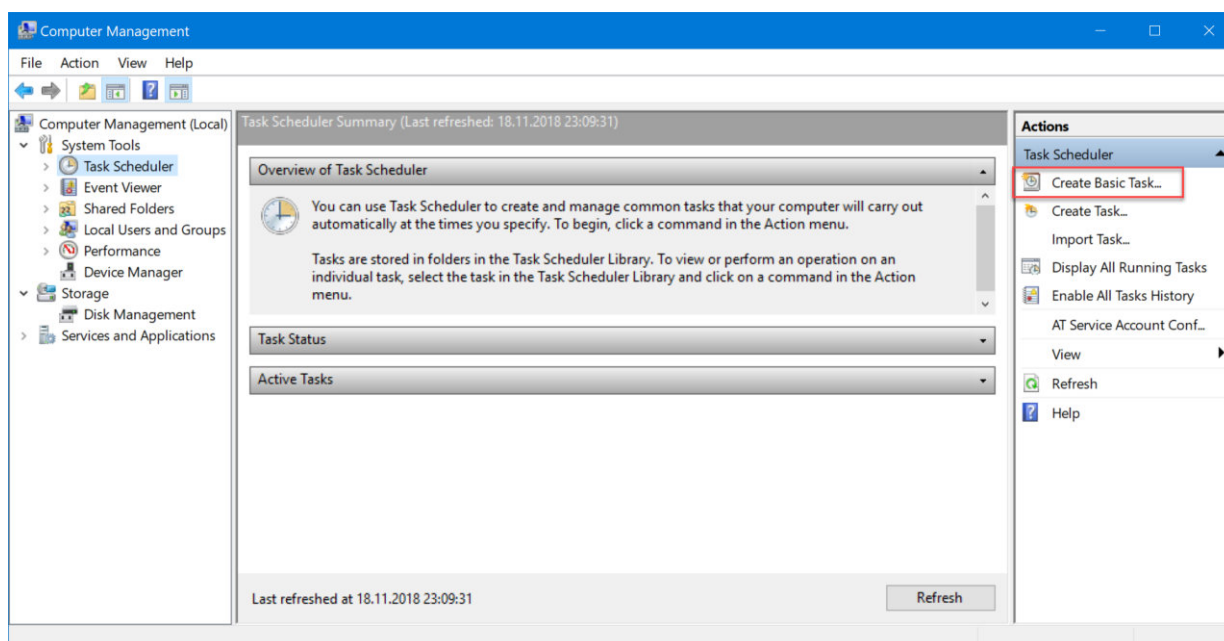 Computer Management
File Action View Help
Computer Management (Local)
System Tools
Task Scheduler
Event Viewer
Shared Folders
Local Users and Groups
Performance
Device Manager
Storage
Disk Management
Services and Applications
Task Scheduler Summary (Last refreshed: 18.11.2018 23:09:31)
Overview of Task Scheduler
You can use Task Scheduler to create and manage common tasks that your computer will carry out
automatically at the times you specify. To begin, click a command in the Action menu.
Tasks are stored in folders in the Task Scheduler Library. To view or perform an operation on an
individual task, select the task in the Task Scheduler Library and click on a command in the Action
menu.
Task Status
Active Tasks
Last refreshed at 18.11.2018 23:09:31
Refresh
Actions
Task Scheduler
Create Basic Task...
Create Task...
Import Task...
Display All Running Tasks
Enable All Tasks History
AT Service Account Conf...
View
Refresh
Help